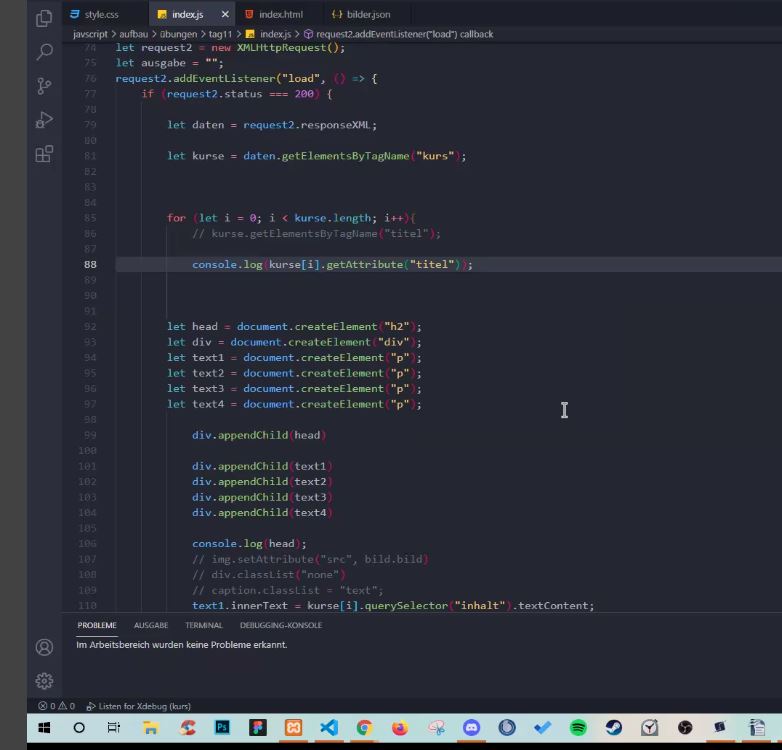 style.css index.js index.html bilder.json
javscript > aufbau > übungen > tag11 > index.js > request2.addEventListener("load") callback
74 let request2 = new XMLHttpRequest();
75 let ausgabe = "";
76 request2.addEventListener("load", () => {
77 if (request2.status === 200) {
78
79 let daten = request2.responseXML;
80
81 let kurse = daten.getElementsByTagName("kurs");
82
83
84
85 for (let i = 0; i < kurse.length; i++){
86 // kurse.getElementsByTagName("titel");
87
88 console.log(kurse[i].getAttribute("titel"));
89
90
91
92 let head = document.createElement("h2");
93 let div = document.createElement("div");
94 let text1 = document.createElement("p");
95 let text2 = document.createElement("p");
96 let text3 = document.createElement("p");
97 let text4 = document.createElement("p");
98
99 div.appendChild(head)
100
101 div.appendChild(text1)
102 div.appendChild(text2)
103 div.appendChild(text3)
104 div.appendChild(text4)
105
106 console.log(head);
107 // img.setAttribute("src", bild.bild)
108 // div.classList("none")
109 // caption.classList = "text";
110 text1.innerText = kurse[i].querySelector("inhalt").textContent;
PROBLEME AUSGABE TERMINAL DEBUGGING-KONSOLE
Im Arbeitsbereich wurden keine Probleme erkannt.
0 0 Listen for Xdebug (kurs)
Ps